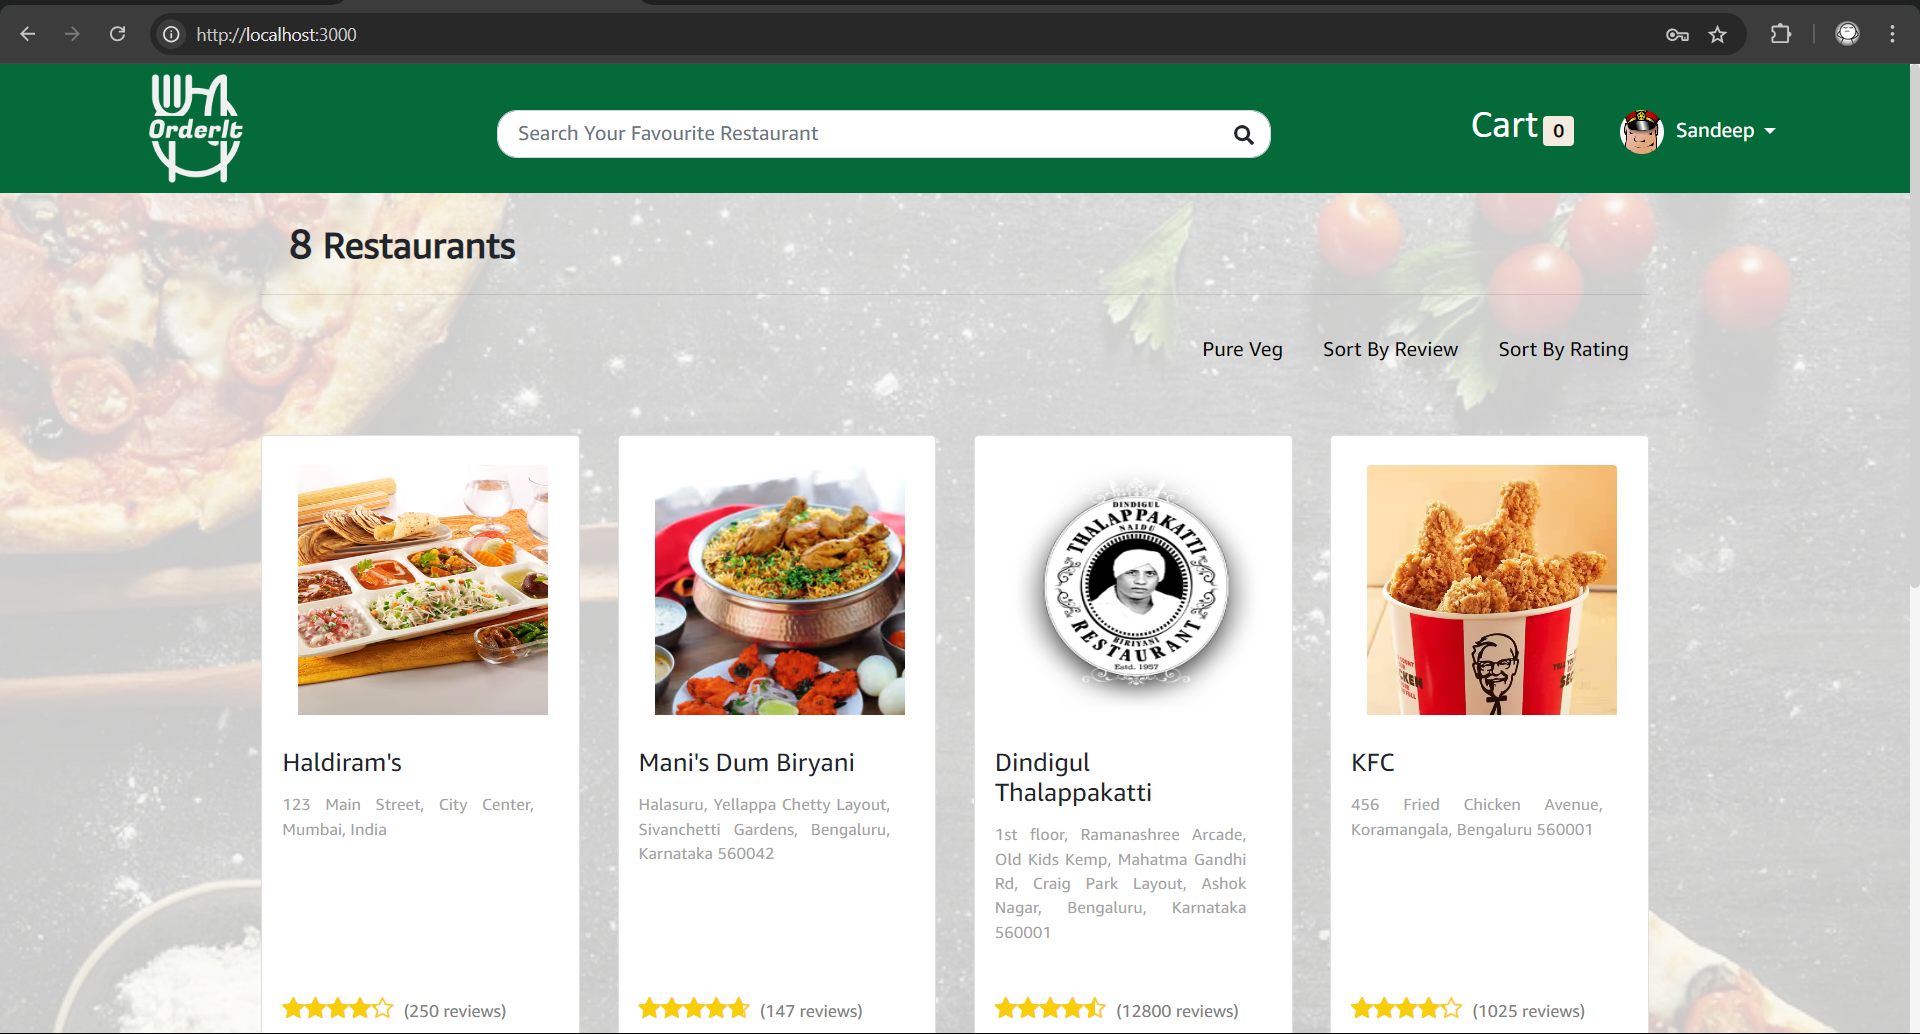 http://localhost:3000
OrderIt
Search Your Favourite Restaurant
Cart 0
Sandeep
8 Restaurants
Pure Veg Sort By Review Sort By Rating
DINDIGUL
THALAPPAKATTI
NAIDU
BIRIYANI
RESTAURANT
Estd. 1957
Haldiram's
123 Main Street, City Center,
Mumbai, India
(250 reviews)
Mani's Dum Biryani
Halasuru, Yellappa Chetty Layout,
Sivanchetti Gardens, Bengaluru,
Karnataka 560042
(147 reviews)
Dindigul
Thalappakatti
1st floor, Ramanashree Arcade,
Old Kids Kemp, Mahatma Gandhi
Rd, Craig Park Layout, Ashok
Nagar, Bengaluru, Karnataka
560001
(12800 reviews)
KFC
456 Fried Chicken Avenue,
Koramangala, Bengaluru 560001
(1025 reviews)